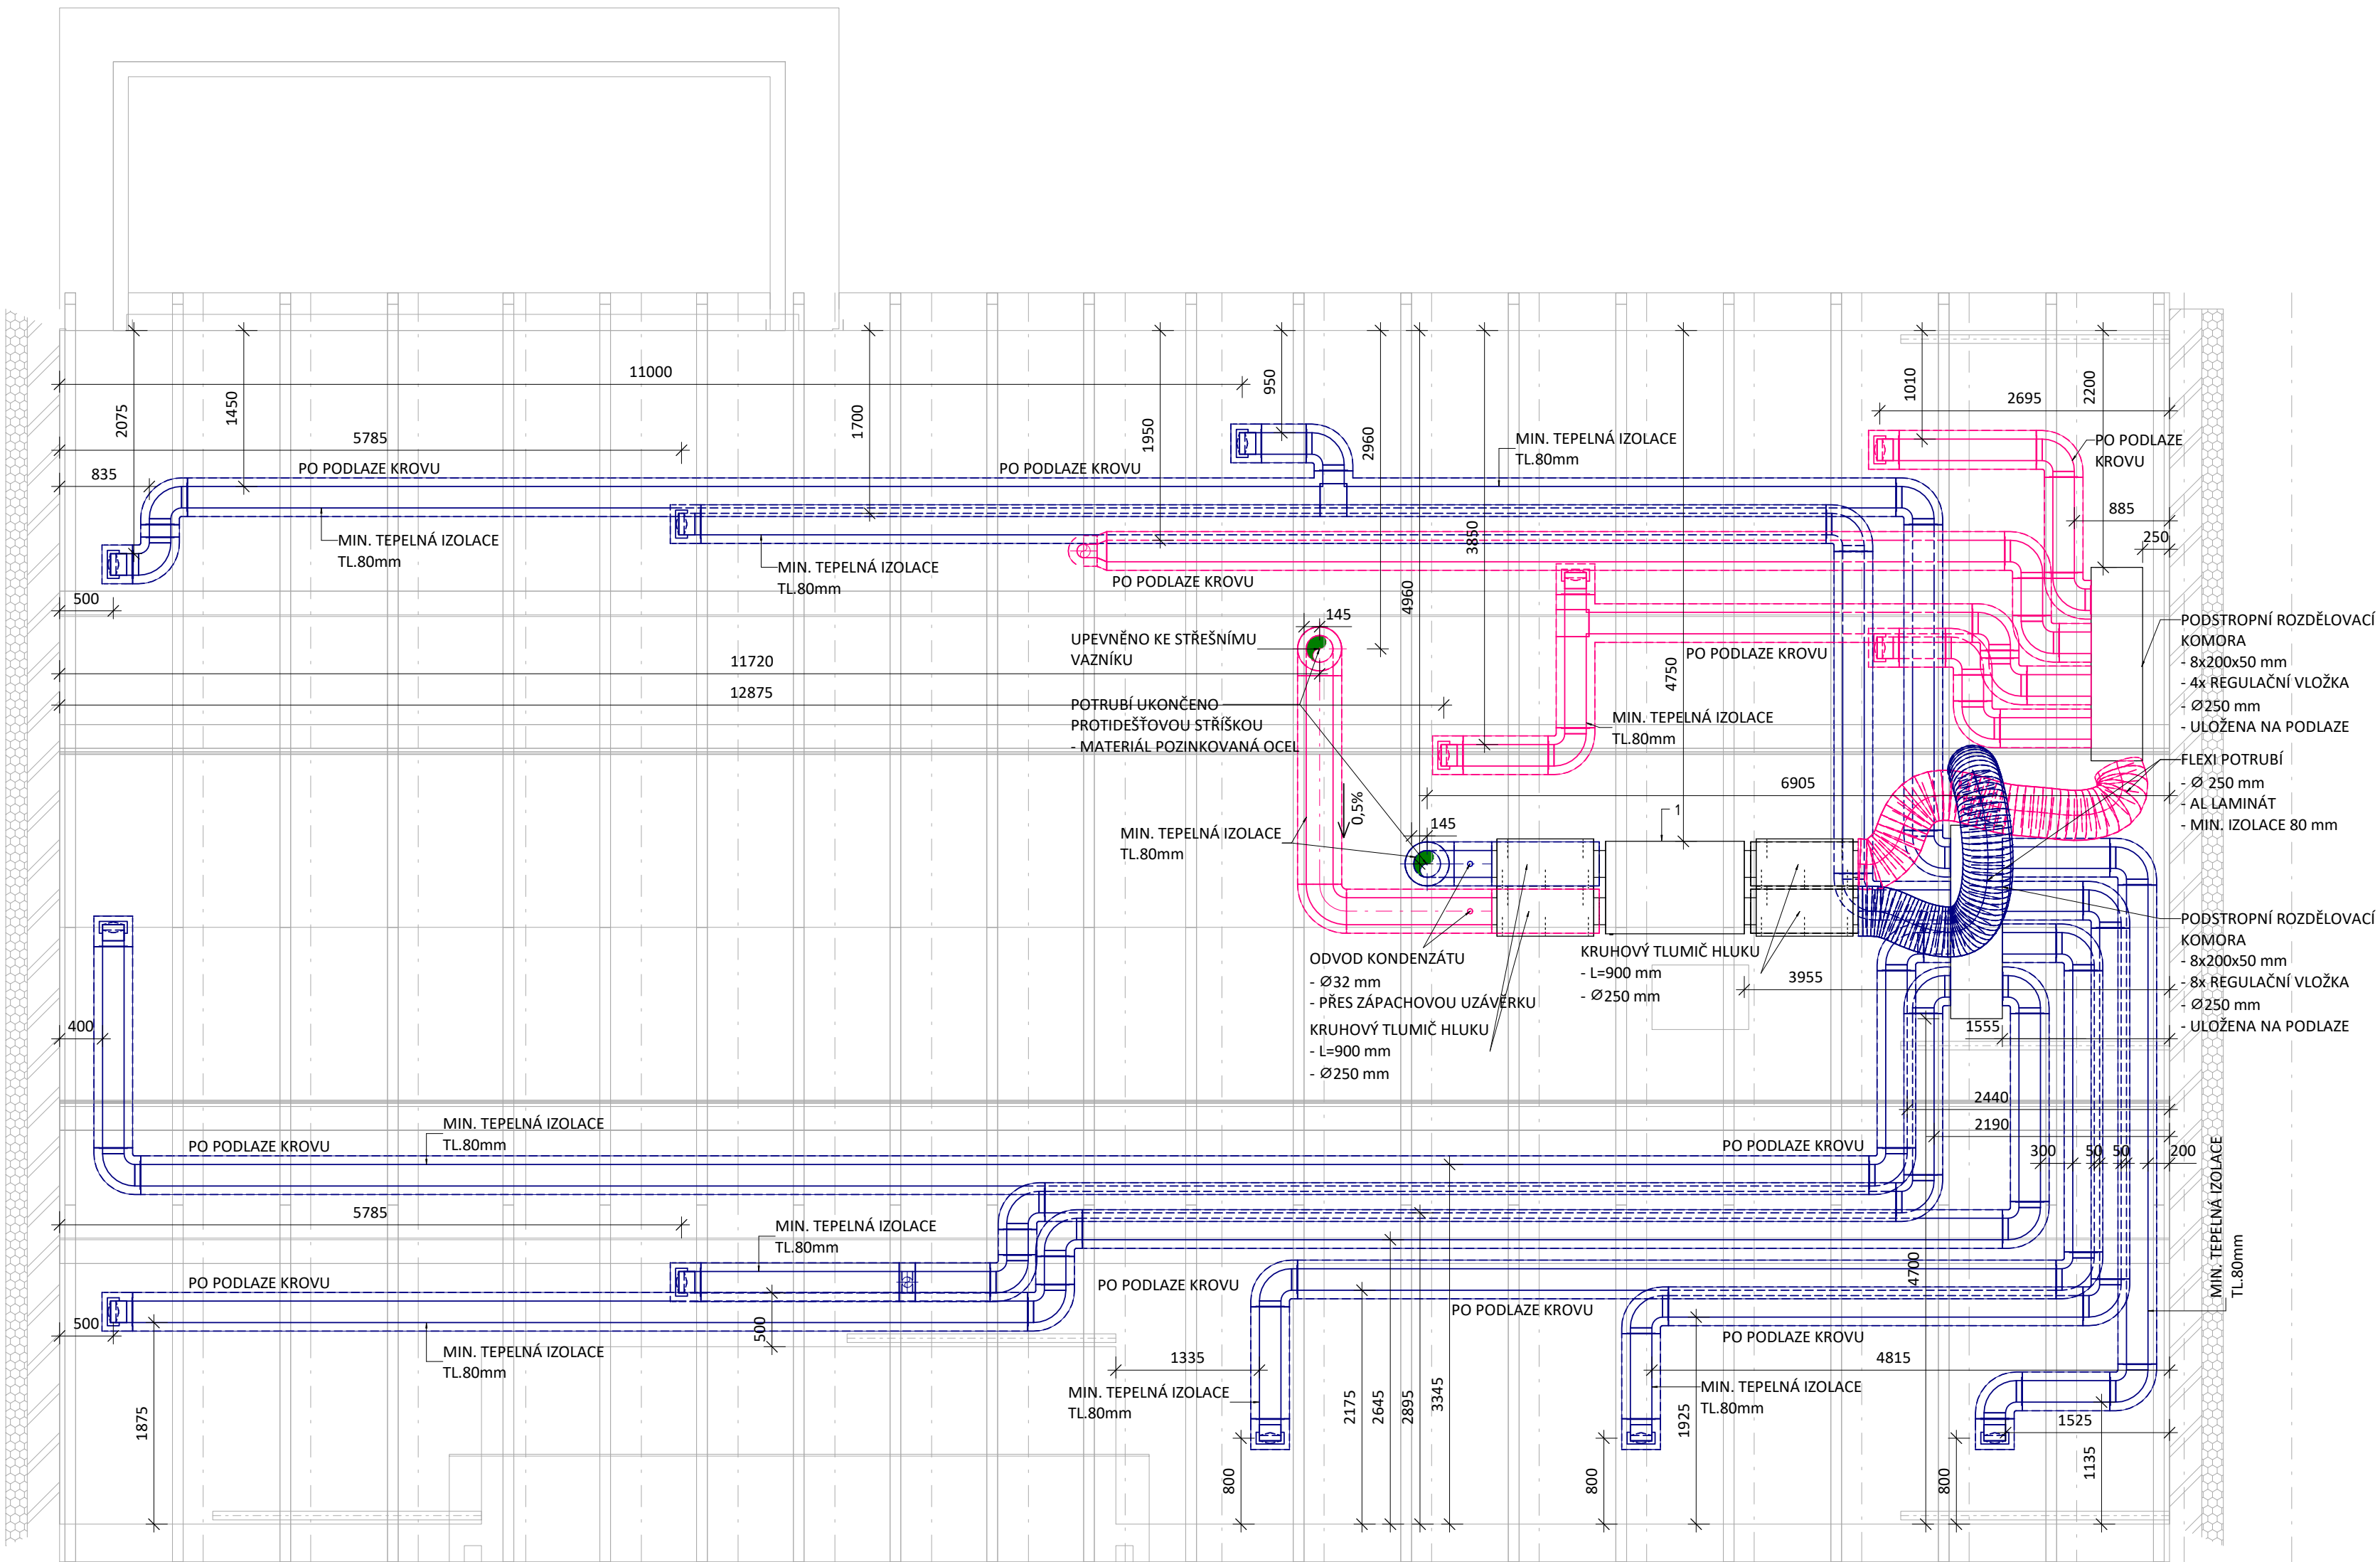 11000
950
1010
2695
2200
2075
1450
5785
1700
1950
2960
835
PO PODLAZE KROVU
PO PODLAZE KROVU
MIN. TEPELNÁ IZOLACE
TL.80mm
PO PODLAZE
KROVU
885
250
MIN. TEPELNÁ IZOLACE
TL.80mm
MIN. TEPELNÁ IZOLACE
TL.80mm
PO PODLAZE KROVU
3850
4960
500
145
UPEVNĚNO KE STŘEŠNÍMU
VAZNÍKU
11720
12875
POTRUBÍ UKONČENO
PROTIDEŠŤOVOU STŘÍŠKOU
- MATERIÁL POZINKOVANÁ OCEL
4750
PO PODLAZE KROVU
MIN. TEPELNÁ IZOLACE
TL.80mm
PODSTROPNÍ ROZDĚLOVACÍ
KOMORA
- 8x200x50 mm
- 4x REGULAČNÍ VLOŽKA
- Ø250 mm
- ULOŽENA NA PODLAZE
FLEXI POTRUBÍ
- Ø 250 mm
- AL LAMINÁT
- MIN. IZOLACE 80 mm
6905
0,5%
1
145
MIN. TEPELNÁ IZOLACE
TL.80mm
ODVOD KONDENZÁTU
- Ø32 mm
- PŘES ZÁPACHOVOU UZÁVĚRKU
KRUHOVÝ TLUMIČ HLUKU
- L=900 mm
- Ø250 mm
KRUHOVÝ TLUMIČ HLUKU
- L=900 mm
- Ø250 mm
3955
PODSTROPNÍ ROZDĚLOVACÍ
KOMORA
- 8x200x50 mm
- 8x REGULAČNÍ VLOŽKA
- Ø250 mm
- ULOŽENA NA PODLAZE
1555
400
2440
2190
300
50
50
200
MIN. TEPELNÁ IZOLACE
TL.80mm
MIN. TEPELNÁ IZOLACE
TL.80mm
PO PODLAZE KROVU
PO PODLAZE KROVU
5785
MIN. TEPELNÁ IZOLACE
TL.80mm
PO PODLAZE KROVU
PO PODLAZE KROVU
PO PODLAZE KROVU
PO PODLAZE KROVU
4700
500
500
MIN. TEPELNÁ IZOLACE
TL.80mm
1335
4815
MIN. TEPELNÁ IZOLACE
TL.80mm
MIN. TEPELNÁ IZOLACE
TL.80mm
1875
2175
2645
2895
3345
1925
1525
1135
800
800
800